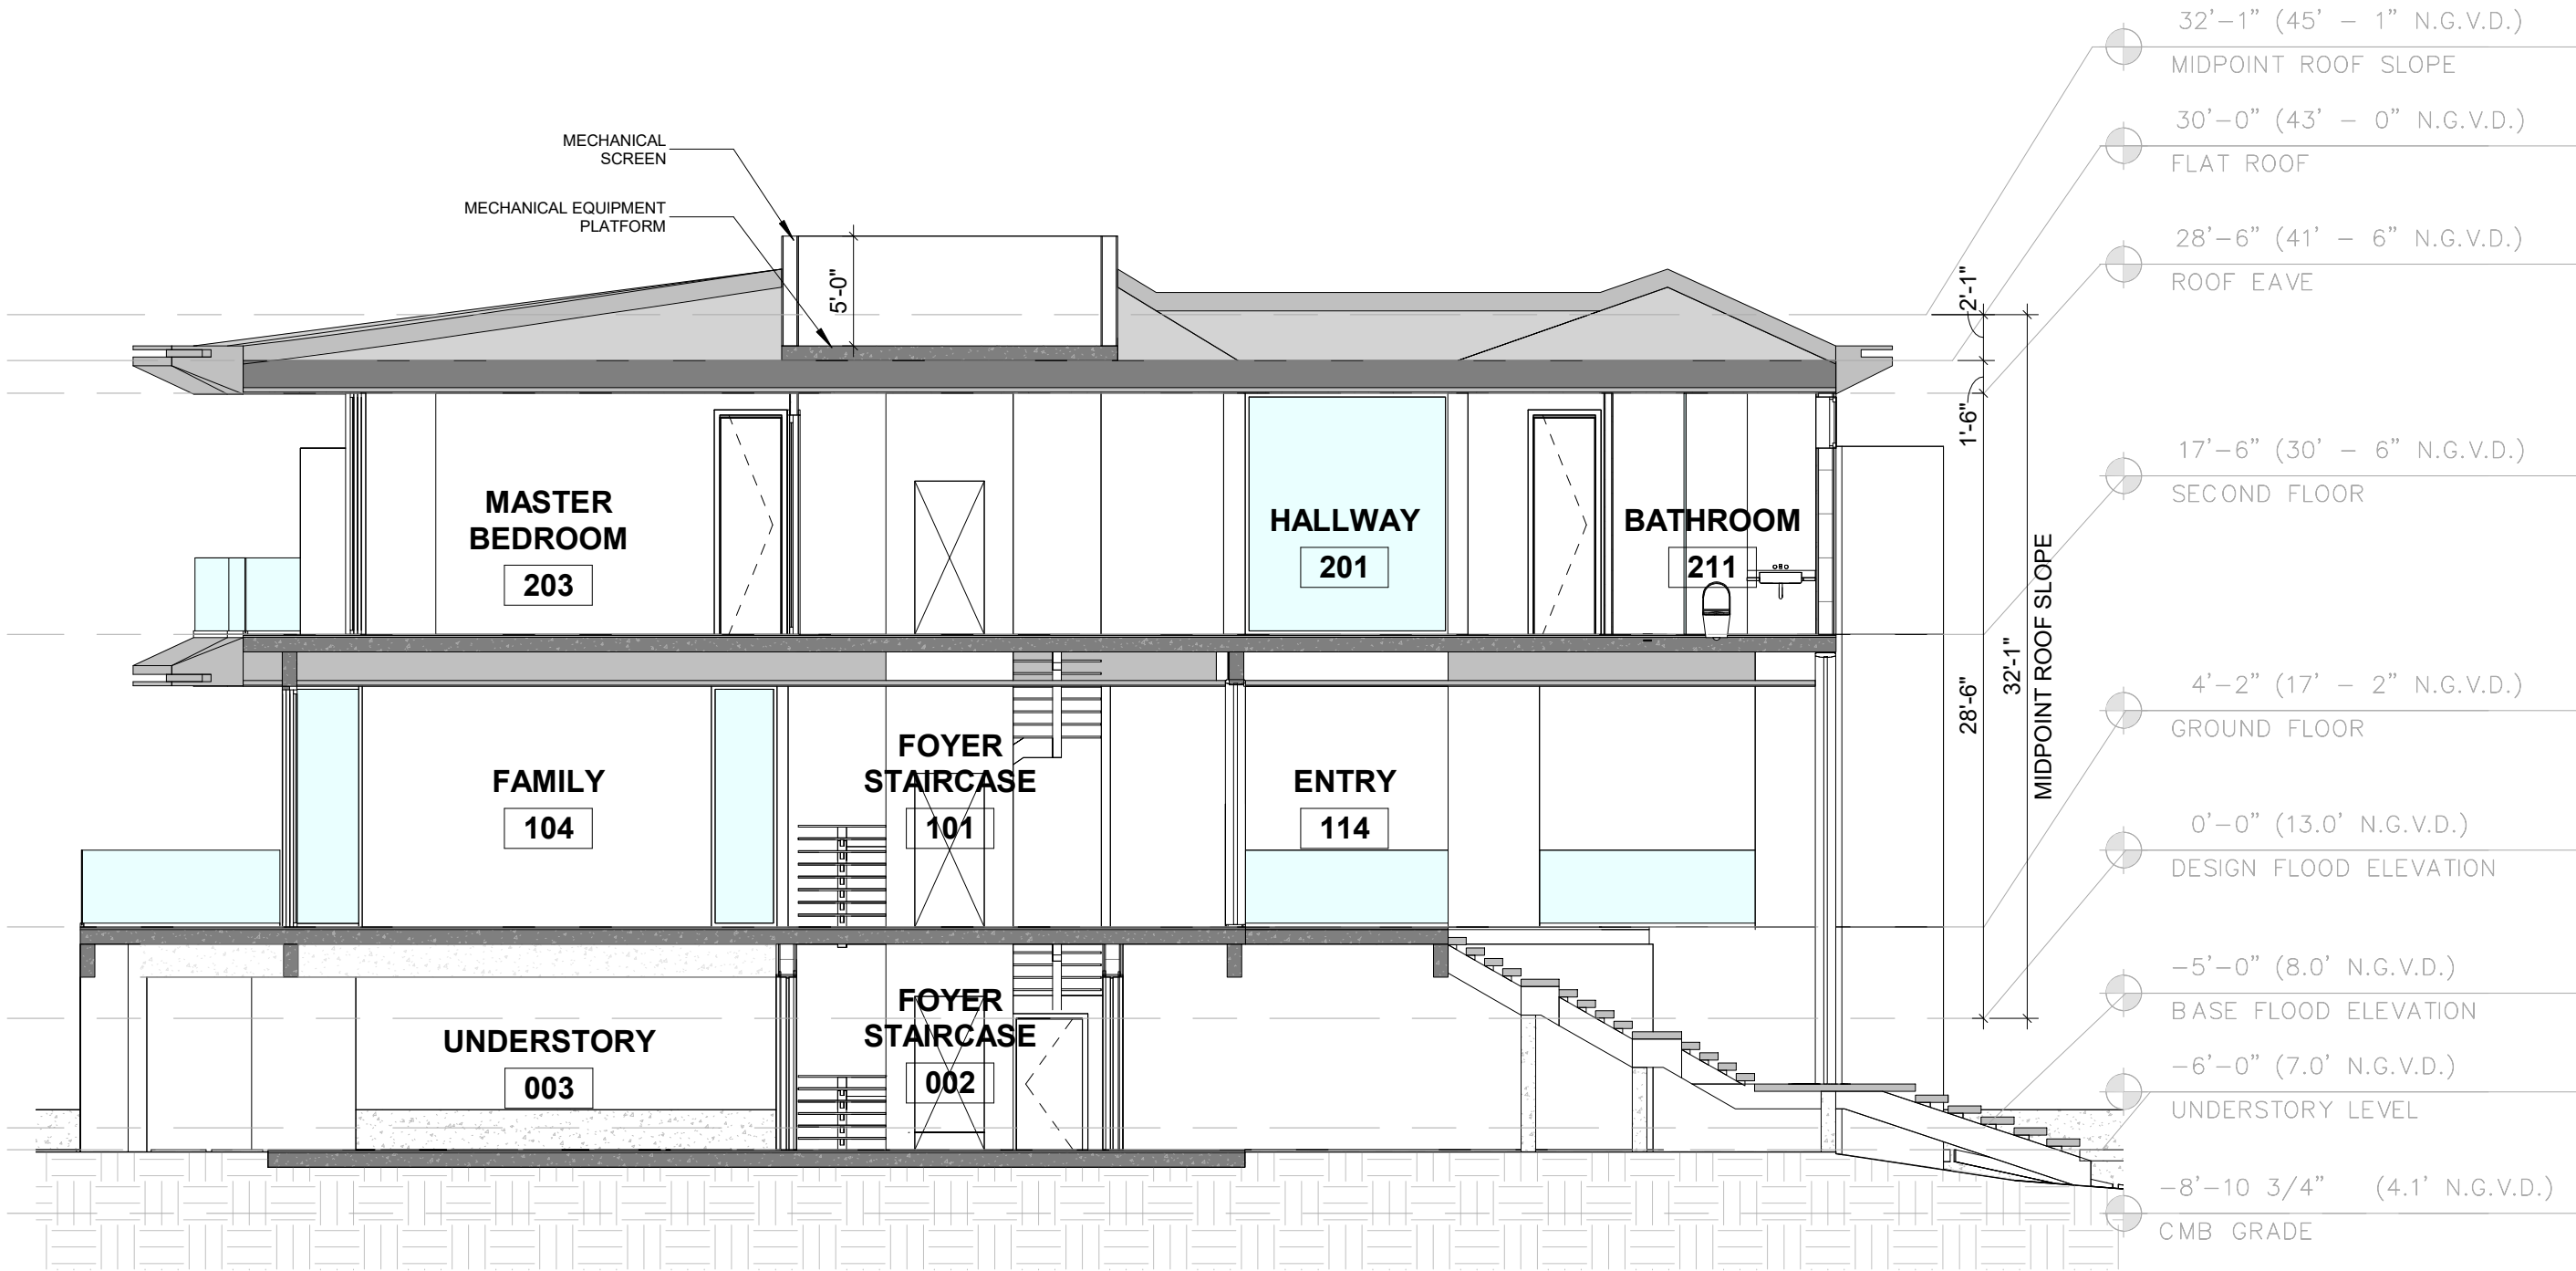 32'-1" (45' - 1" N.G.V.D.)
MIDPOINT ROOF SLOPE
30'-0" (43' - 0" N.G.V.D.)
FLAT ROOF
28'-6" (41' - 6" N.G.V.D.)
ROOF EAVE
17'-6" (30' - 6" N.G.V.D.)
SECOND FLOOR
4'-2" (17' - 2" N.G.V.D.)
GROUND FLOOR
0'-0" (13.0' N.G.V.D.)
DESIGN FLOOD ELEVATION
-5'-0" (8.0' N.G.V.D.)
BASE FLOOD ELEVATION
-6'-0" (7.0' N.G.V.D.)
UNDERSTORY LEVEL
-8'-10 3/4" (4.1' N.G.V.D.)
CMB GRADE
MECHANICAL
SCREEN
MECHANICAL EQUIPMENT
PLATFORM
5'-0"
2'-1"
1'-6"
28'-6"
32'-1"
MIDPOINT ROOF SLOPE
MASTER
BEDROOM
203
HALLWAY
201
BATHROOM
211
FAMILY
104
FOYER
STAIRCASE
101
ENTRY
114
UNDERSTORY
003
FOYER
STAIRCASE
002